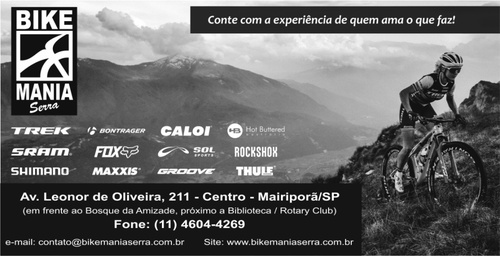 BIKE
MANIA
Serra
Conte com a experiência de quem ama o que faz!
TREK BONTRAGER CALOI HB Hot Buttered
SRAM FOX SOL SPORTS ROCKSHOX
SHIMANO MAXXIS GROOVE THULE
Av. Leonor de Oliveira, 211 - Centro - Mairiporã/SP
(em frente ao Bosque da Amizade, próximo a Biblioteca / Rotary Club)
Fone: (11) 4604-4269
e-mail: contato@bikemaniaserra.com.br Site: www.bikemaniaserra.com.br